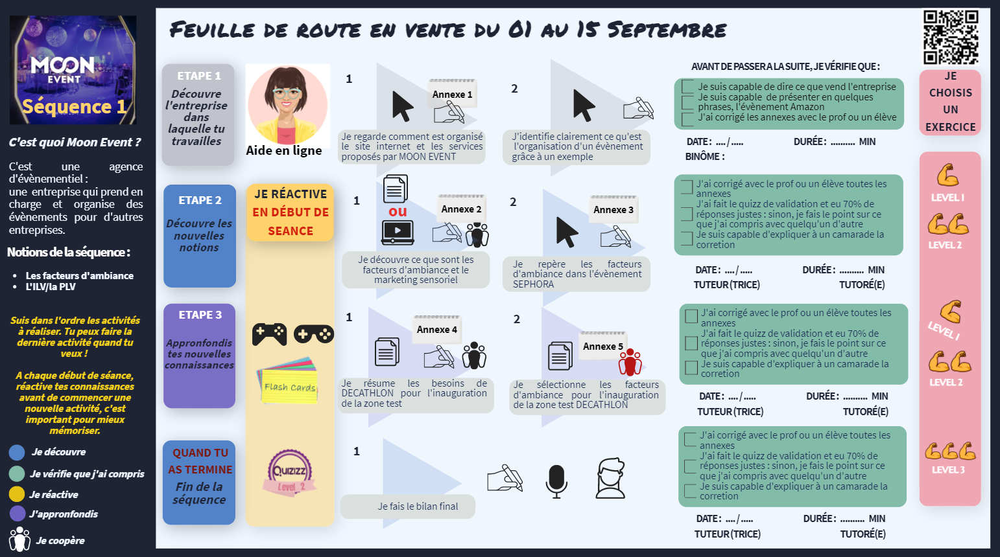 MOON
EVENT
Séquence 1
C'est quoi Moon Event ?
C'est une agence
d'évènementiel :
une entreprise qui prend en
charge et organise des
évènements pour d'autres
entreprises.
Notions de la séquence :
• Les facteurs d'ambiance
• L'ILV/la PLV
Suis dans l'ordre les activités
à réaliser. Tu peux faire la
dernière activité quand tu
veux !
A chaque début de séance,
réactive tes connaissances
avant de commencer une
nouvelle activité, c'est
important pour mieux
mémoriser.
Je découvre
Je vérifie que j'ai compris
Je réactive
J'appronfondis
Je coopère
Feuille de route en vente du 01 au 15 Septembre
ETAPE 1
Découvre
l'entreprise
dans
laquelle tu
travailles
Aide en ligne
1
Annexe 1
Je regarde comment est organisé
le site internet et les services
proposés par MOON EVENT
2
J'identifie clairement ce qu'est
l'organisation d'un évènement
grâce à un exemple
AVANT DE PASSER A LA SUITE, JE VÉRIFIE QUE :
Je suis capable de dire ce que vend l'entreprise
Je suis capable de présenter en quelques
phrases, l'évènement Amazon
J'ai corrigé les annexes avec le prof ou un élève
DATE : .... / ..... DURÉE : .......... MIN
BINÔME :
ETAPE 2
Découvre les
nouvelles
notions
JE RÉACTIVE
EN DÉBUT DE
SEANCE
1
ou
Annexe 2
Je découvre ce que sont les
facteurs d'ambiance et le
marketing sensoriel
2
Annexe 3
Je repère les facteurs
d'ambiance dans l'évènement
SEPHORA
J'ai corrigé avec le prof ou un élève toutes les
annexes
J'ai fait le quizz de validation et eu 70% de
réponses justes : sinon, je fais le point sur ce
que j'ai compris avec quelqu'un d'autre
Je suis capable d'expliquer à un camarade la
corretion
DATE : .... / ..... DURÉE : .......... MIN
TUTEUR (TRICE) TUTORÉ(E)
ETAPE 3
Appronfondis
tes nouvelles
connaissances
Flash Cards
1
Annexe 4
Je résume les besoins de
DECATHLON pour l'inauguration
de la zone test
2
Annexe 5
Je sélectionne les facteurs
d'ambiance pour l'inauguration
de la zone test DECATHLON
J'ai corrigé avec le prof ou un élève toutes les
annexes
J'ai fait le quizz de validation et eu 70% de
réponses justes : sinon, je fais le point sur ce
que j'ai compris avec quelqu'un d'autre
Je suis capable d'expliquer à un camarade la
corretion
DATE : .... / ..... DURÉE : .......... MIN
TUTEUR (TRICE) TUTORÉ(E)
QUAND TU
AS TERMINE
Fin de la
séquence
Quizizz
Level 2
1
Je fais le bilan final
J'ai corrigé avec le prof ou un élève toutes les
annexes
J'ai fait le quizz de validation et eu 70% de
réponses justes : sinon, je fais le point sur ce
que j'ai compris avec quelqu'un d'autre
Je suis capable d'expliquer à un camarade la
corretion
DATE : .... / ..... DURÉE : .......... MIN
TUTEUR (TRICE) TUTORÉ(E)
JE
CHOISIS
UN
EXERCICE
LEVEL 1
LEVEL 2
LEVEL 1
LEVEL 2
LEVEL 3